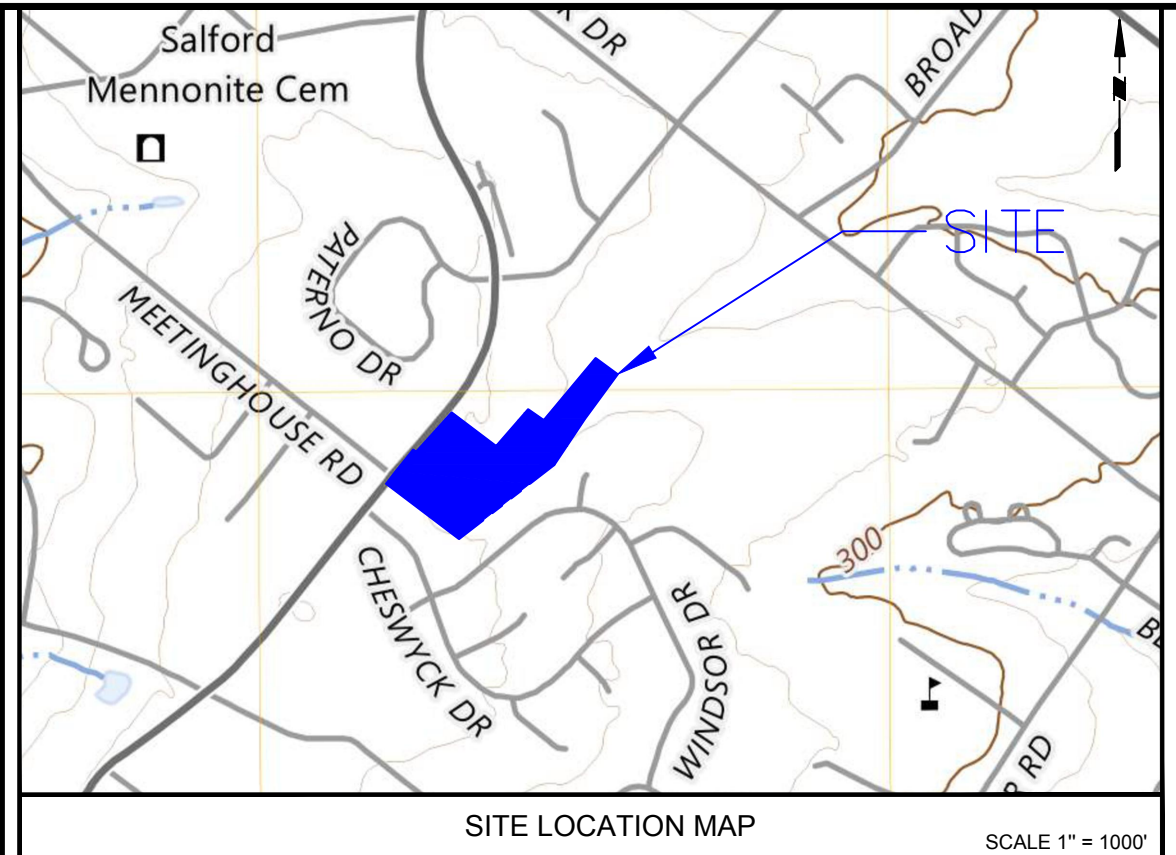 Salford
Mennonite Cem
K DR
BROAD
N
SITE
PATERNO DR
MEETINGHOUSE RD
300
CHESWYCK DR
WINDSOR DR
R RD
SITE LOCATION MAP
SCALE 1" = 1000'